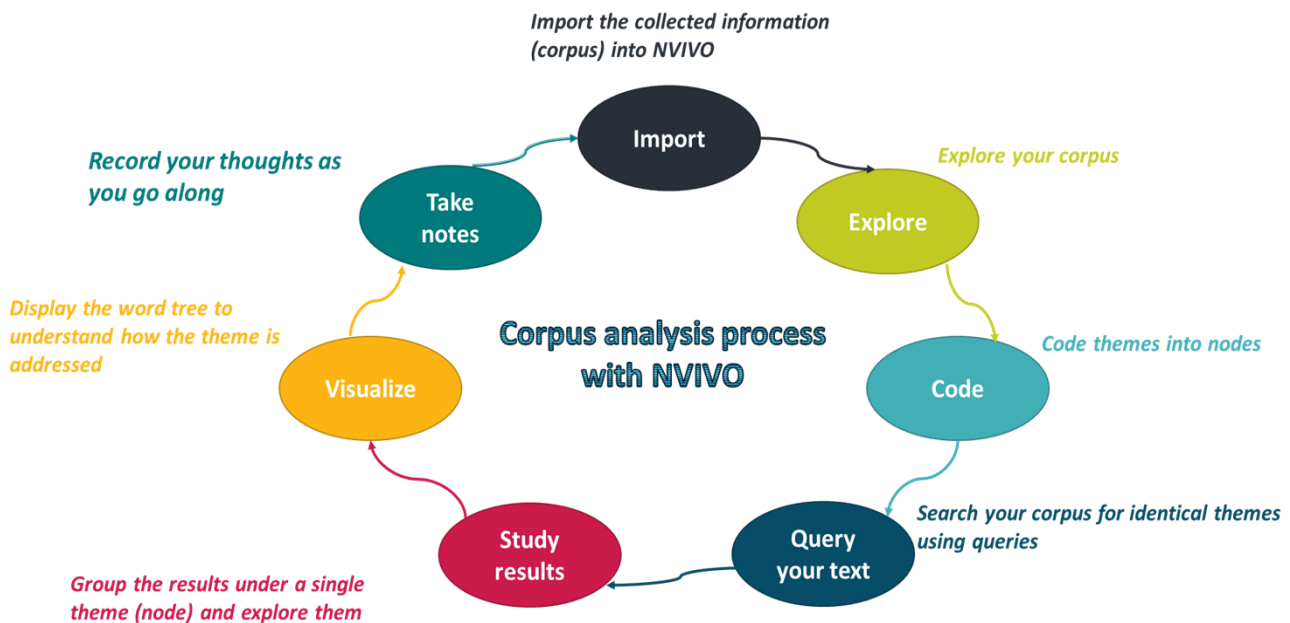 Import the collected information
(corpus) into NVIVO
Import
Explore your corpus
Explore
Code themes into nodes
Code
Search your corpus for identical themes
using queries
Query
your text
Group the results under a single
theme (node) and explore them
Study
results
Display the word tree to
understand how the theme is
addressed
Visualize
Record your thoughts as
you go along
Take
notes
Corpus analysis process
with NVIVO